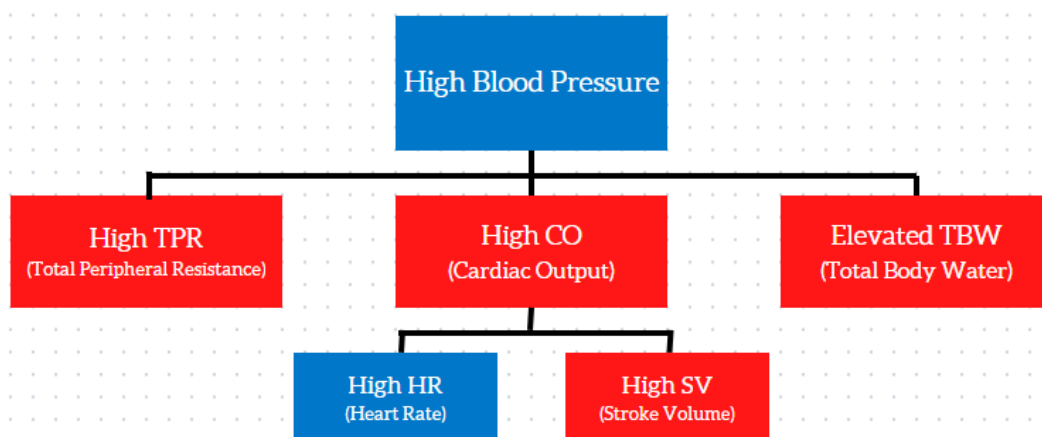 High Blood Pressure
High TPR
(Total Peripheral Resistance)
High CO
(Cardiac Output)
Elevated TBW
(Total Body Water)
High HR
(Heart Rate)
High SV
(Stroke Volume)